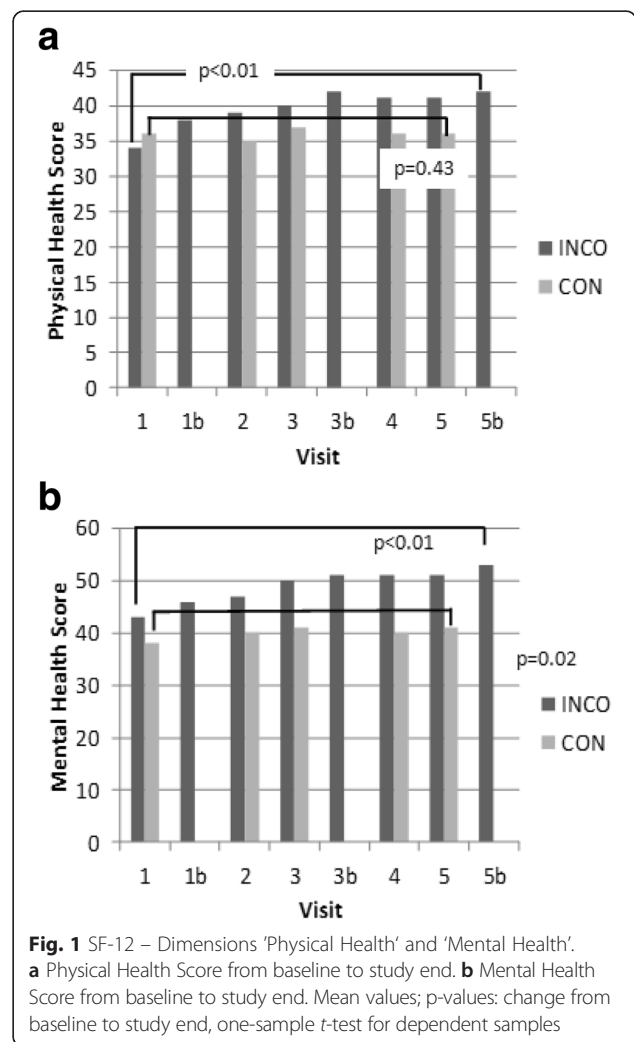 a
p<0.01
45
40
35
30
25
20
15
10
5
0
Physical Health Score
p=0.43
INCO
CON
1 1b 2 3 3b 4 5 5b
Visit
b
60
50
40
30
20
10
0
Mental Health Score
p<0.01
p=0.02
INCO
CON
1 1b 2 3 3b 4 5 5b
Visit
Fig. 1 SF-12 – Dimensions ’Physical Health‘ and ‘Mental Health’.
a Physical Health Score from baseline to study end. b Mental Health
Score from baseline to study end. Mean values; p-values: change from
baseline to study end, one-sample t-test for dependent samples